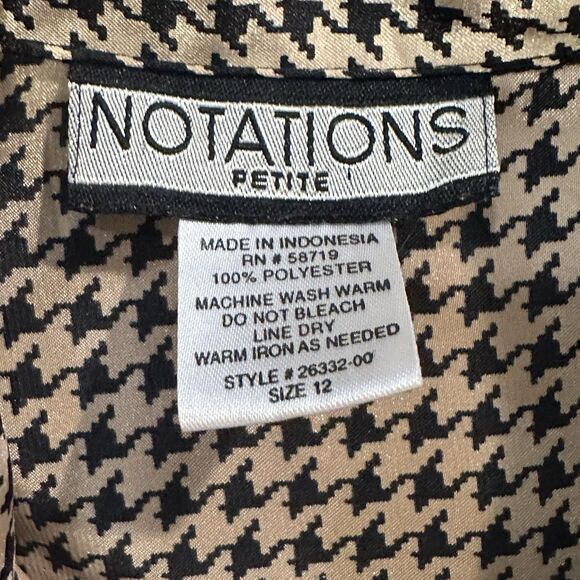 NOTATIONS
PETITE
MADE IN INDONESIA
RN # 58719
100% POLYESTER
MACHINE WASH WARM
DO NOT BLEACH
LINE DRY
WARM IRON AS NEEDED
STYLE # 26332-00
SIZE 12